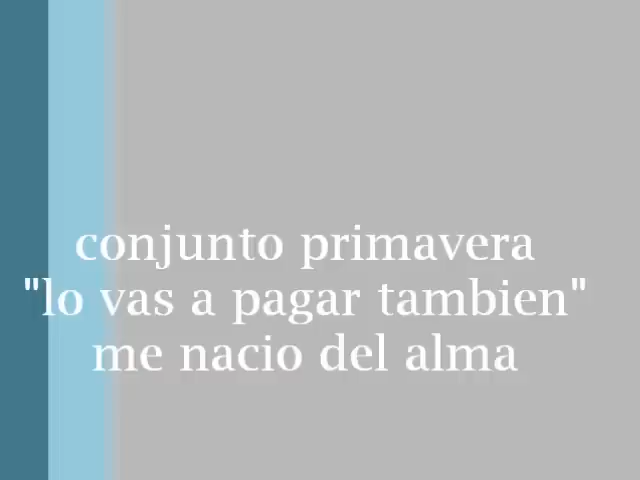 conjunto primavera
"lo vas a pagar tambien"
me nacio del alma